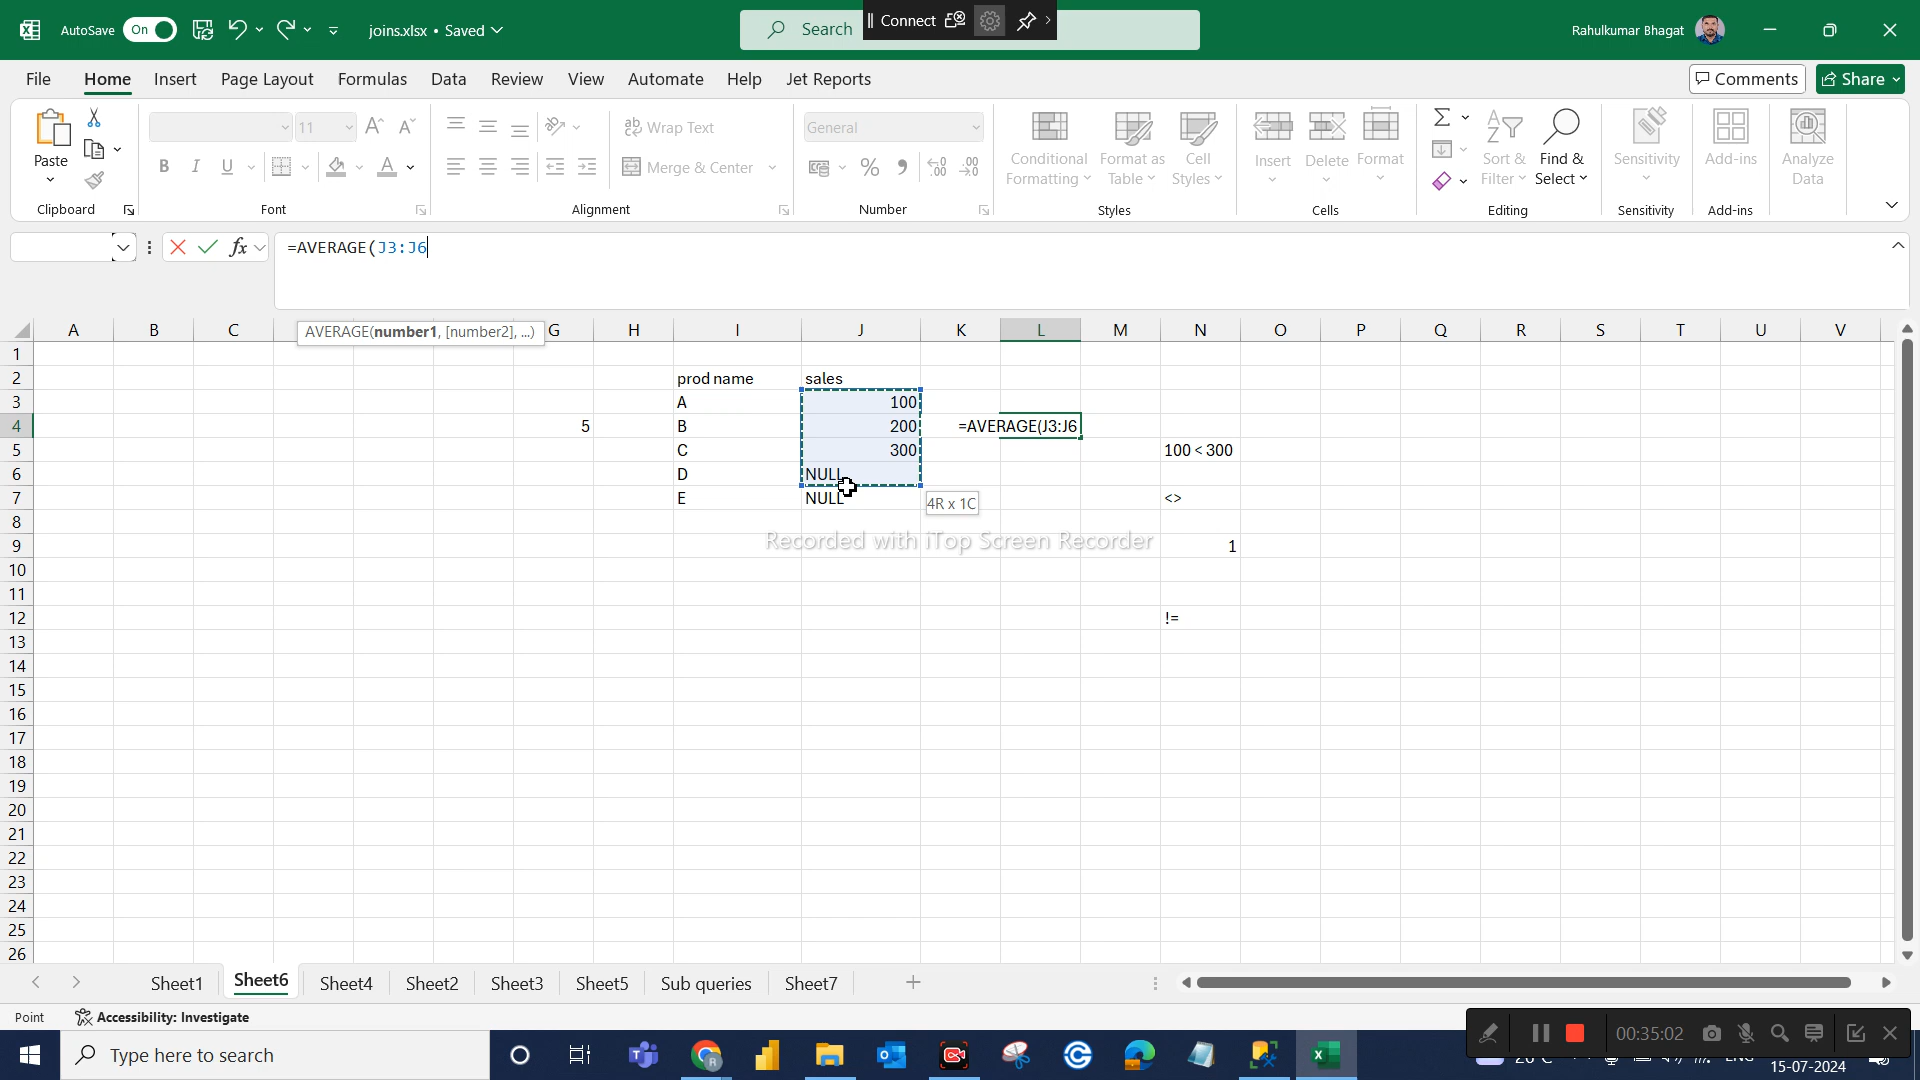 AutoSave On joins.xlsx • Saved Search Connect Rahulkumar Bhagat
File Home Insert Page Layout Formulas Data Review View Automate Help Jet Reports Comments Share
Paste 11 Wrap Text General Conditional Formatting Format as Table Cell Styles Insert Delete Format Sort & Filter Find & Select Sensitivity Add-ins Analyze Data
B I U Merge & Center
Clipboard Font Alignment Number Styles Cells Editing Sensitivity Add-ins
fx =AVERAGE(J3:J6
AVERAGE(number1, [number2], ...)
A B C G H I J K L M N O P Q R S T U V
1
2 prod name sales
3 A 100
4 5 B 200 =AVERAGE(J3:J6
5 C 300 100 < 300
6 D NULL
7 E NULL 4R x 1C <>
8
Recorded with iTop Screen Recorder
9 1
10
11
12 !=
13
14
15
16
17
18
19
20
21
22
23
24
25
26
Sheet1 Sheet6 Sheet4 Sheet2 Sheet3 Sheet5 Sub queries Sheet7
Point Accessibility: Investigate
00:35:02
Type here to search
15-07-2024